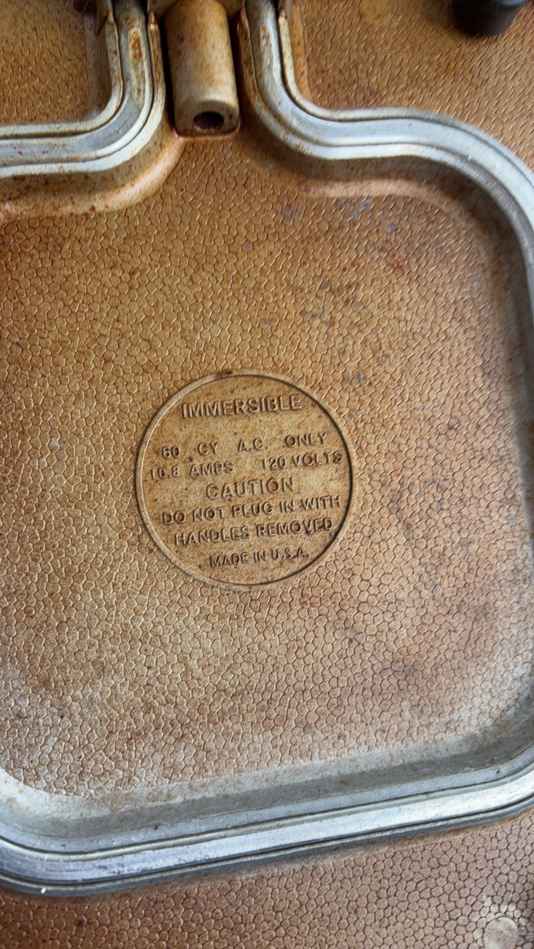 IMMERSIBLE
60 CY A.C. ONLY
10.8 AMPS 120 VOLTS
CAUTION
DO NOT PLUG IN WITH
HANDLES REMOVED
MADE IN U.S.A.